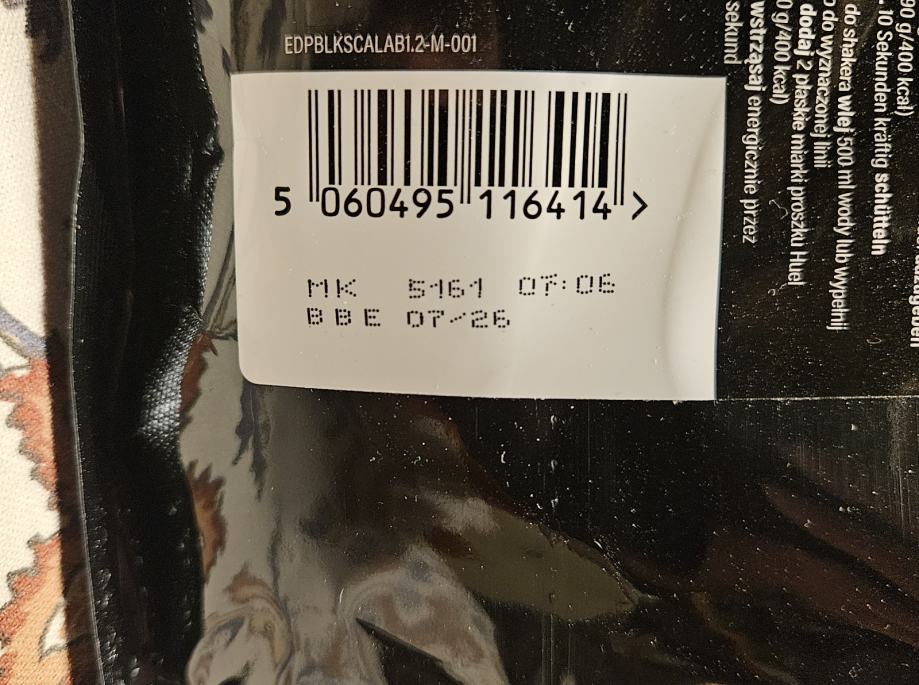 EDPBLKSCALAB1.2-M-001
5 060495 116414 >
MK 5161 07:06
BBE 07/26
90 g/400 kcal)
10 Sekunden kräftig schütteln
do shakera wlej 500 ml wody lub wypełnij
do wyznaczonej linii
dodaj 2 płaskie miarki proszku Huel
0 g/400 kcal)
wstrząsaj energicznie przez
sekund